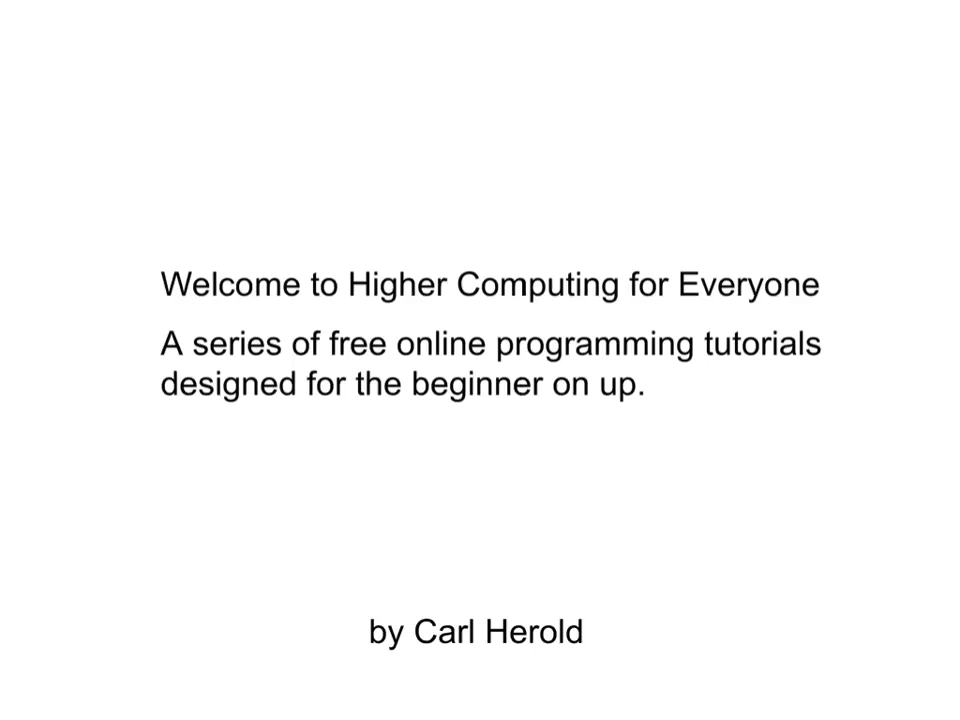 Welcome to Higher Computing for Everyone
A series of free online programming tutorials
designed for the beginner on up.
by Carl Herold